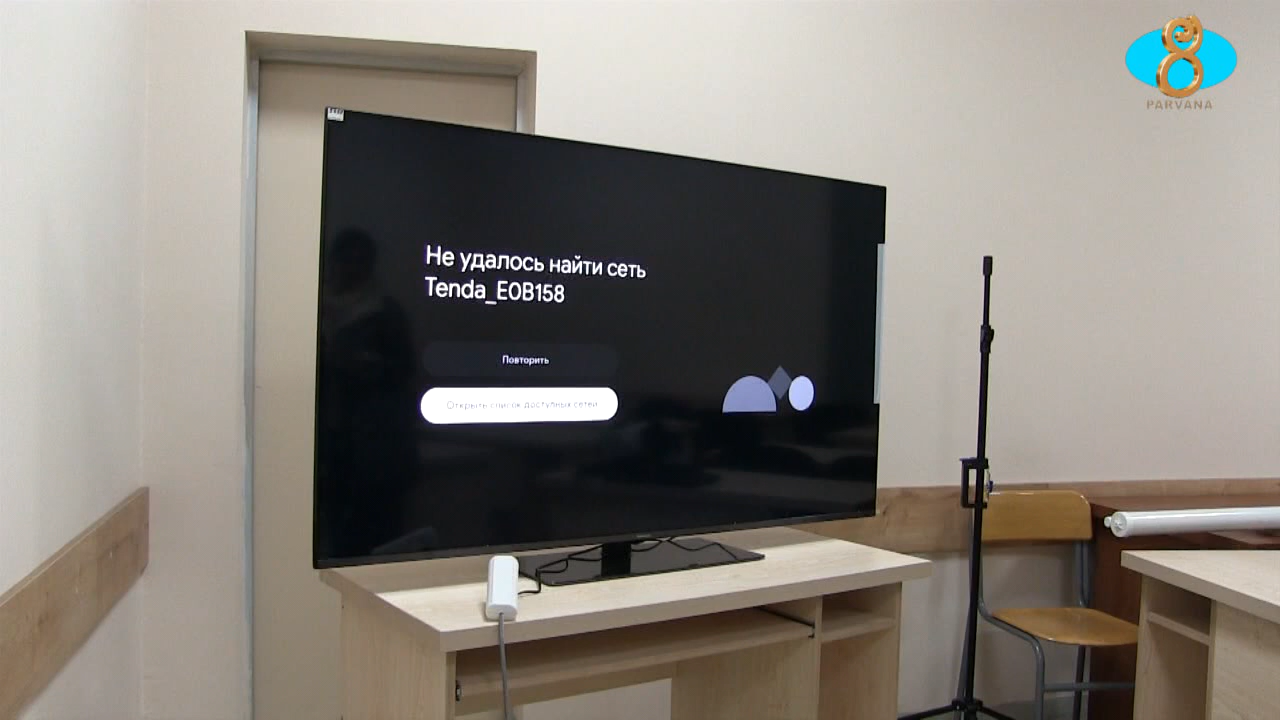 PARVANA
Не удалось найти сеть
Tenda_E0B158
Повторить
Открыть список доступных сетей